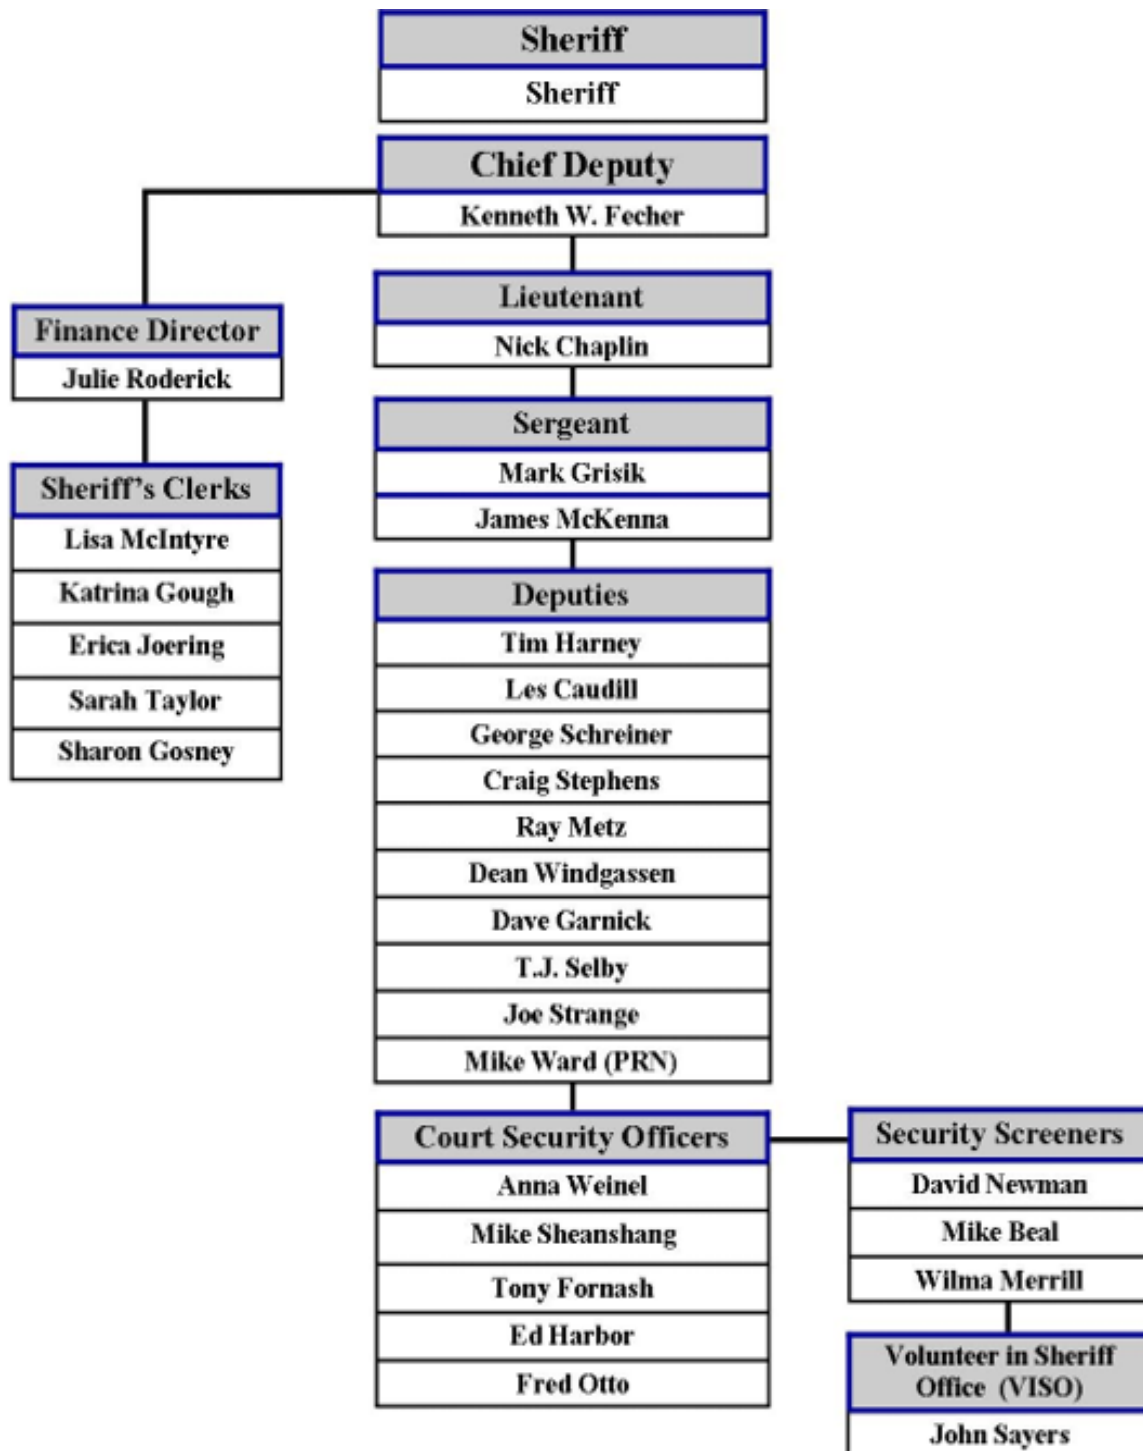 Sheriff
Sheriff
Chief Deputy
Kenneth W. Fecher
Lieutenant
Nick Chaplin
Finance Director
Julie Roderick
Sergeant
Mark Grisik
James McKenna
Sheriff's Clerks
Lisa McIntyre
Katrina Gough
Erica Joering
Sarah Taylor
Sharon Gosney
Deputies
Tim Harney
Les Caudill
George Schreiner
Craig Stephens
Ray Metz
Dean Windgassen
Dave Garnick
T.J. Selby
Joe Strange
Mike Ward (PRN)
Court Security Officers
Anna Weinel
Mike Sheanshang
Tony Fornash
Ed Harbor
Fred Otto
Security Screeners
David Newman
Mike Beal
Wilma Merrill
Volunteer in Sheriff
Office (VISO)
John Sayers